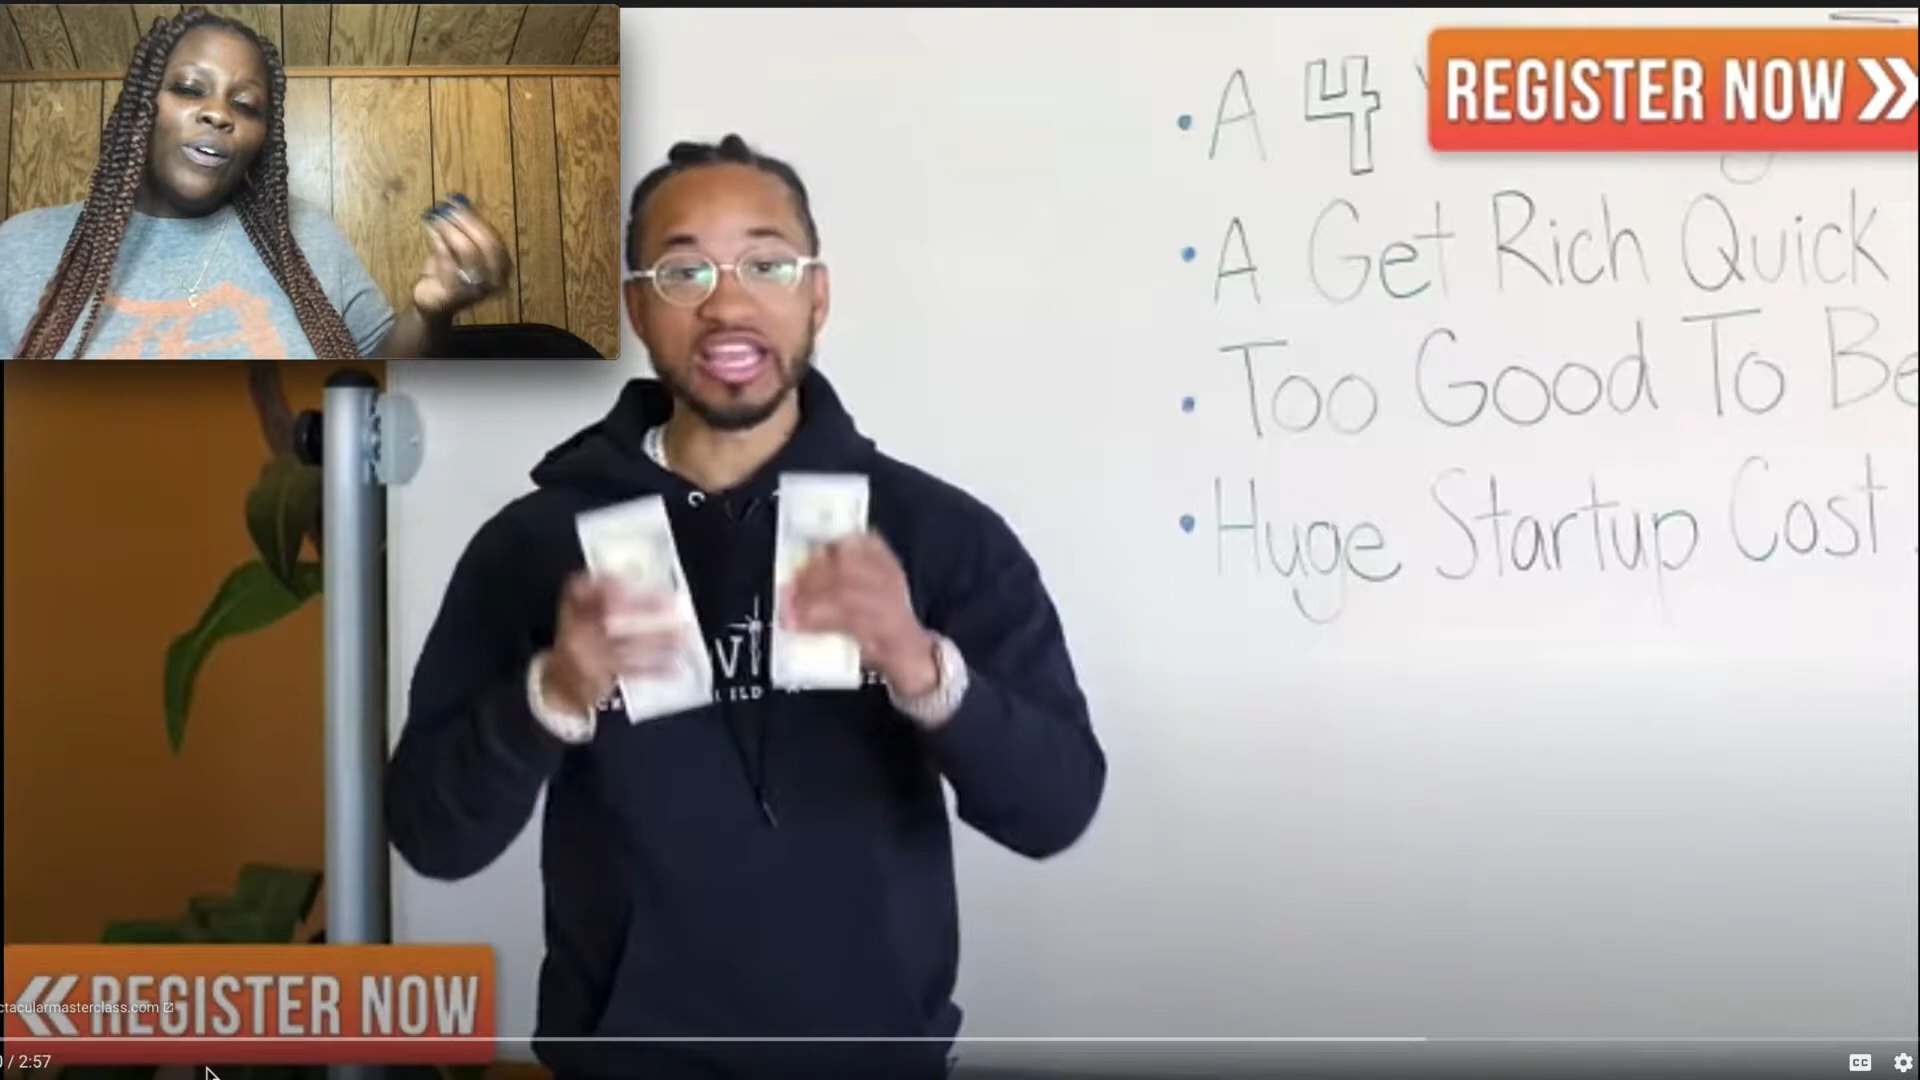 REGISTER NOW
A 4
A Get Rich Quick
Too Good To Be
Huge Startup Cost
REGISTER NOW
ctacularmasterclass.com
/ 2:57
CC